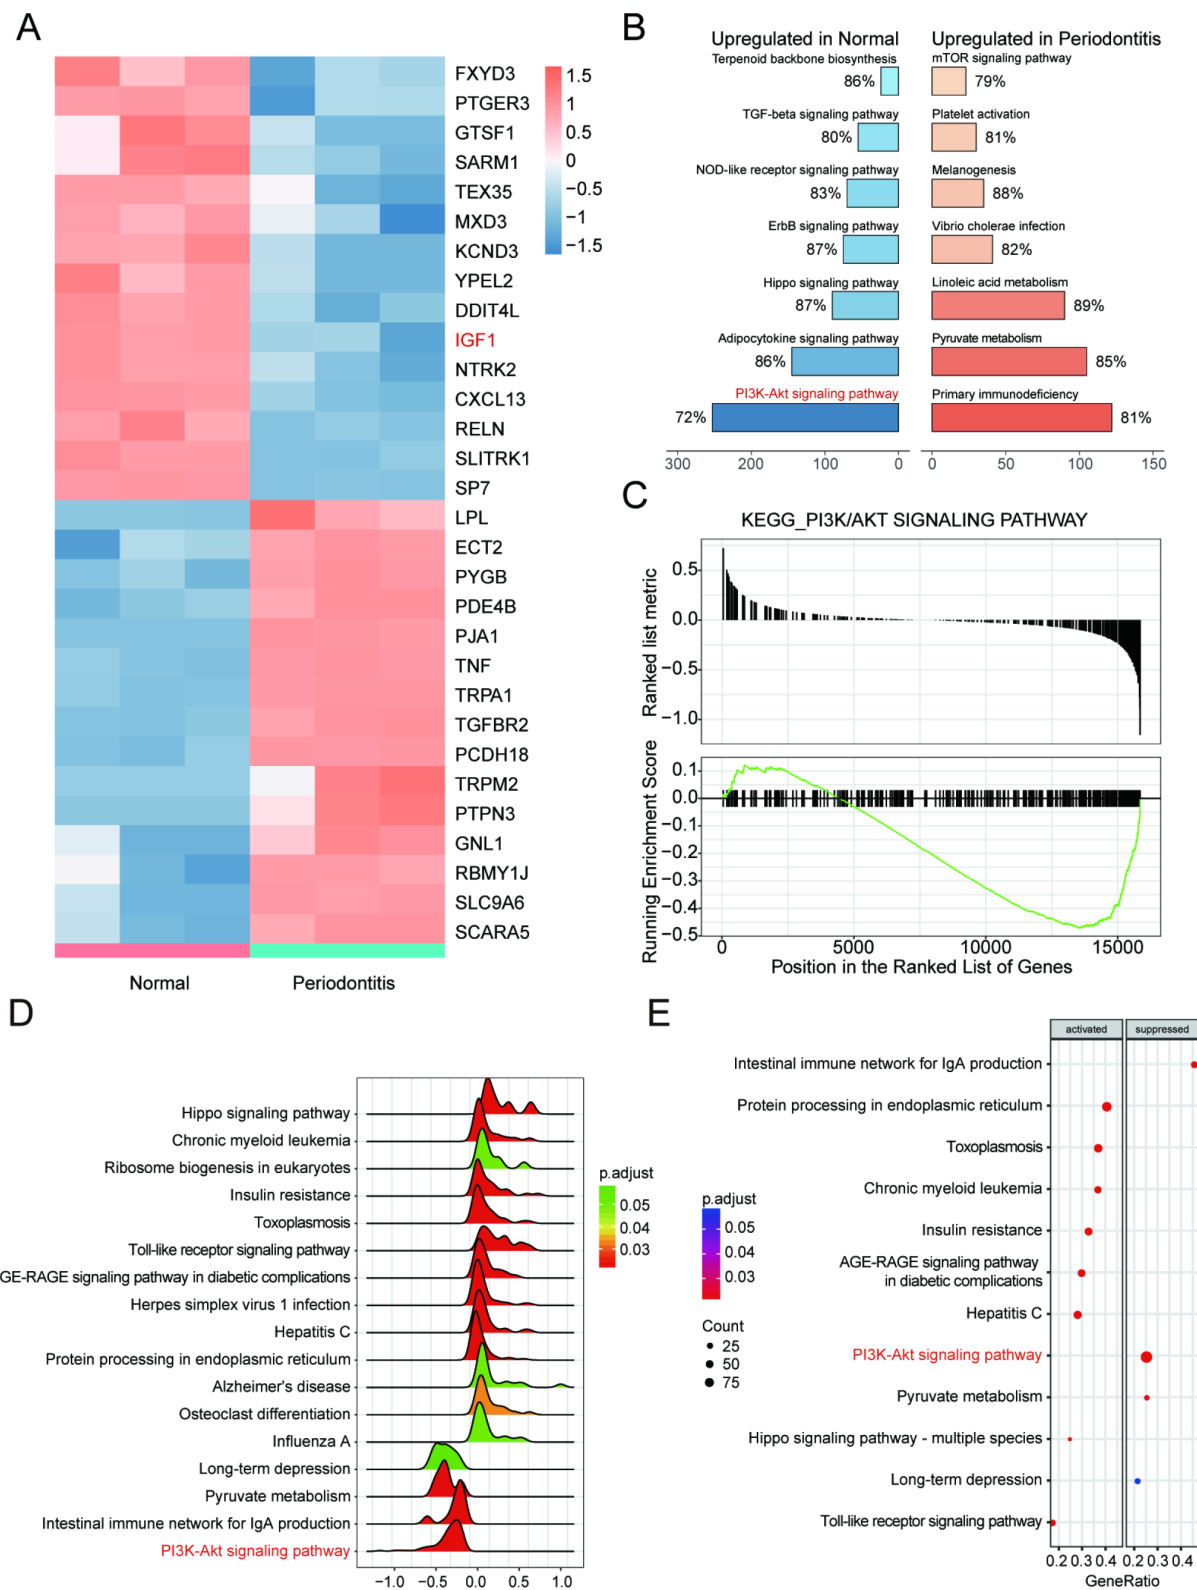 A
FXYD3
PTGER3
GTSF1
SARM1
TEX35
MXD3
KCND3
YPEL2
DDIT4L
IGF1
NTRK2
CXCL13
RELN
SLITRK1
SP7
LPL
ECT2
PYGB
PDE4B
PJA1
TNF
TRPA1
TGFBR2
PCDH18
TRPM2
PTPN3
GNL1
RBMY1J
SLC9A6
SCARA5
1.5
1
0.5
0
−0.5
−1
−1.5
Normal Periodontitis
B
Upregulated in Normal
Terpenoid backbone biosynthesis
86%
TGF-beta signaling pathway
80%
NOD-like receptor signaling pathway
83%
ErbB signaling pathway
87%
Hippo signaling pathway
87%
Adipocytokine signaling pathway
86%
PI3K-Akt signaling pathway
72%
300 200 100 0
Upregulated in Periodontitis
mTOR signaling pathway
79%
Platelet activation
81%
Melanogenesis
88%
Vibrio cholerae infection
82%
Linoleic acid metabolism
89%
Pyruvate metabolism
85%
Primary immunodeficiency
81%
0 50 100 150
C
KEGG_PI3K/AKT SIGNALING PATHWAY
Ranked list metric
0.5
0.0
−0.5
−1.0
Running Enrichment Score
0.1
0.0
−0.1
−0.2
−0.3
−0.4
−0.5
0 5000 10000 15000
Position in the Ranked List of Genes
D
Hippo signaling pathway
Chronic myeloid leukemia
Ribosome biogenesis in eukaryotes
Insulin resistance
Toxoplasmosis
Toll-like receptor signaling pathway
GE-RAGE signaling pathway in diabetic complications
Herpes simplex virus 1 infection
Hepatitis C
Protein processing in endoplasmic reticulum
Alzheimer's disease
Osteoclast differentiation
Influenza A
Long-term depression
Pyruvate metabolism
Intestinal immune network for IgA production
PI3K-Akt signaling pathway
−1.0 −0.5 0.0 0.5 1.0
p.adjust
0.05
0.04
0.03
E
activated suppressed
Intestinal immune network for IgA production
Protein processing in endoplasmic reticulum
Toxoplasmosis
Chronic myeloid leukemia
Insulin resistance
AGE-RAGE signaling pathway
in diabetic complications
Hepatitis C
PI3K-Akt signaling pathway
Pyruvate metabolism
Hippo signaling pathway - multiple species
Long-term depression
Toll-like receptor signaling pathway
p.adjust
0.05
0.04
0.03
Count
25
50
75
0.2 0.3 0.4 0.2 0.3 0.4
GeneRatio